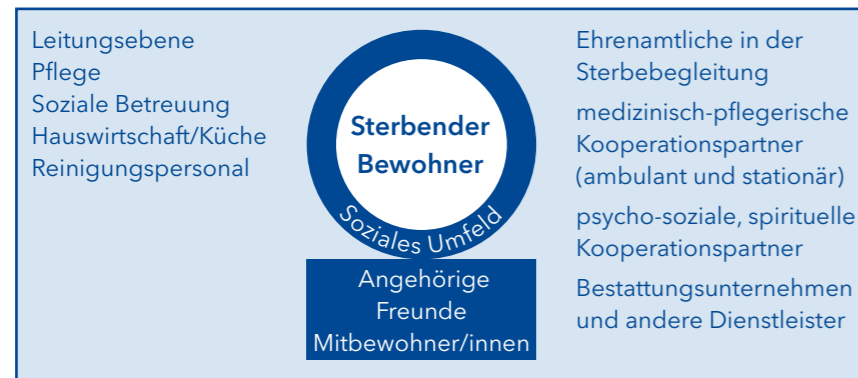 Leitungsebene
Pflege
Soziale Betreuung
Hauswirtschaft/Küche
Reinigungspersonal
Sterbender
Bewohner
Soziales Umfeld
Angehörige
Freunde
Mitbewohner/innen
Ehrenamtliche in der
Sterbebegleitung
medizinisch-pflegerische
Kooperationspartner
(ambulant und stationär)
psycho-soziale, spirituelle
Kooperationspartner
Bestattungsunternehmen
und andere Dienstleister